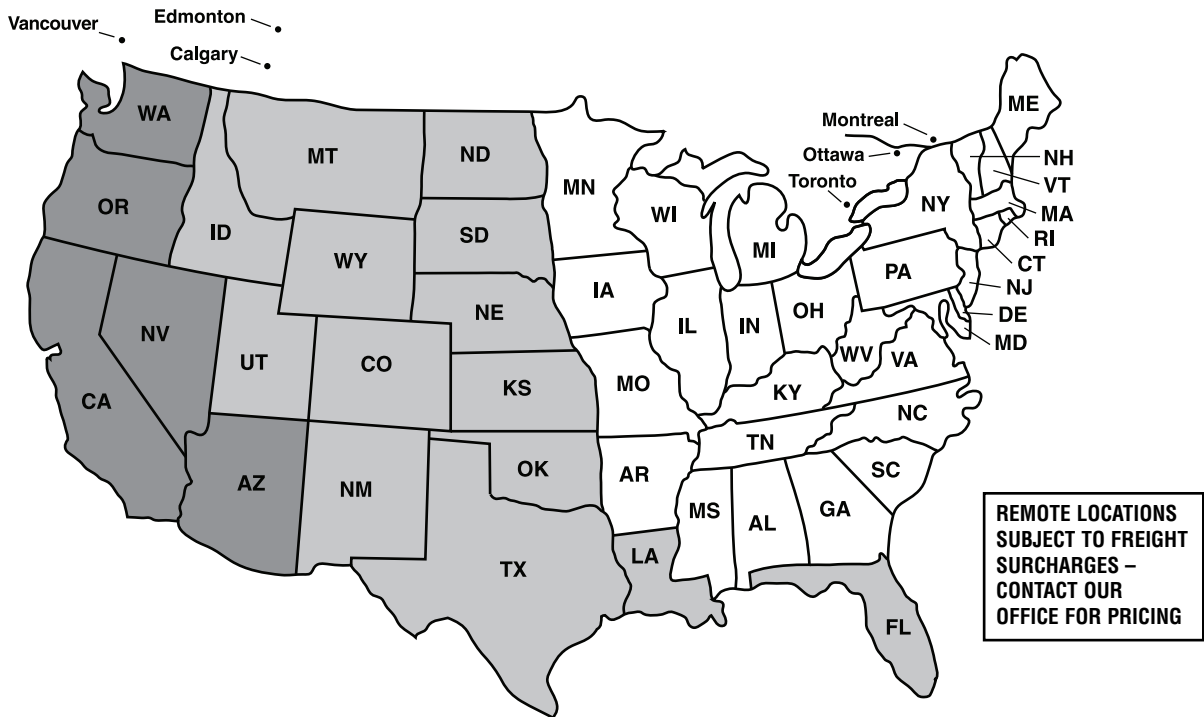 Edmonton
Vancouver
Calgary
WA
ME
MT
ND
Montreal
Ottawa
NH
MN
VT
Toronto
OR
WI
NY
MA
ID
SD
RI
WY
MI
CT
PA
NJ
IA
NE
OH
DE
NV
IL
IN
MD
UT
CO
WV
VA
KS
MO
KY
CA
NC
TN
OK
AR
SC
AZ
NM
MS
AL
GA
LA
TX
FL
REMOTE LOCATIONS
SUBJECT TO FREIGHT
SURCHARGES –
CONTACT OUR
OFFICE FOR PRICING